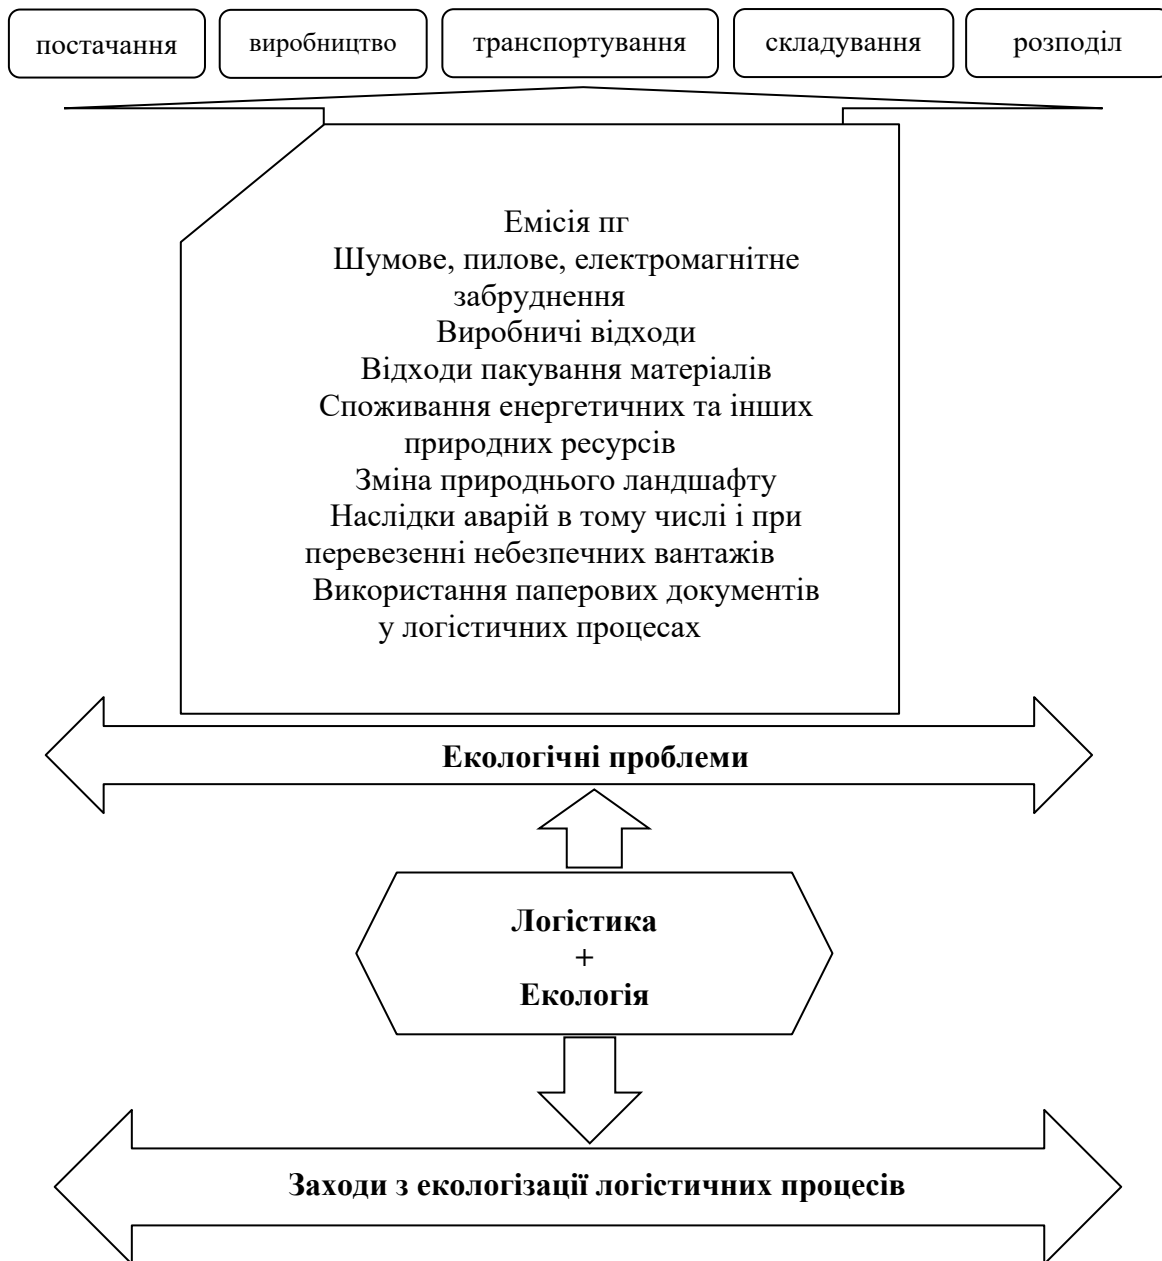 постачання
виробництво
транспортування
складування
розподіл
Емісія пг
Шумове, пилове, електромагнітне
забруднення
Виробничі відходи
Відходи пакування матеріалів
Споживання енергетичних та інших
природних ресурсів
Зміна природнього ландшафту
Наслідки аварій в тому числі і при
перевезенні небезпечних вантажів
Використання паперових документів
у логістичних процесах
Екологічні проблеми
Логістика
+
Екологія
Заходи з екологізації логістичних процесів